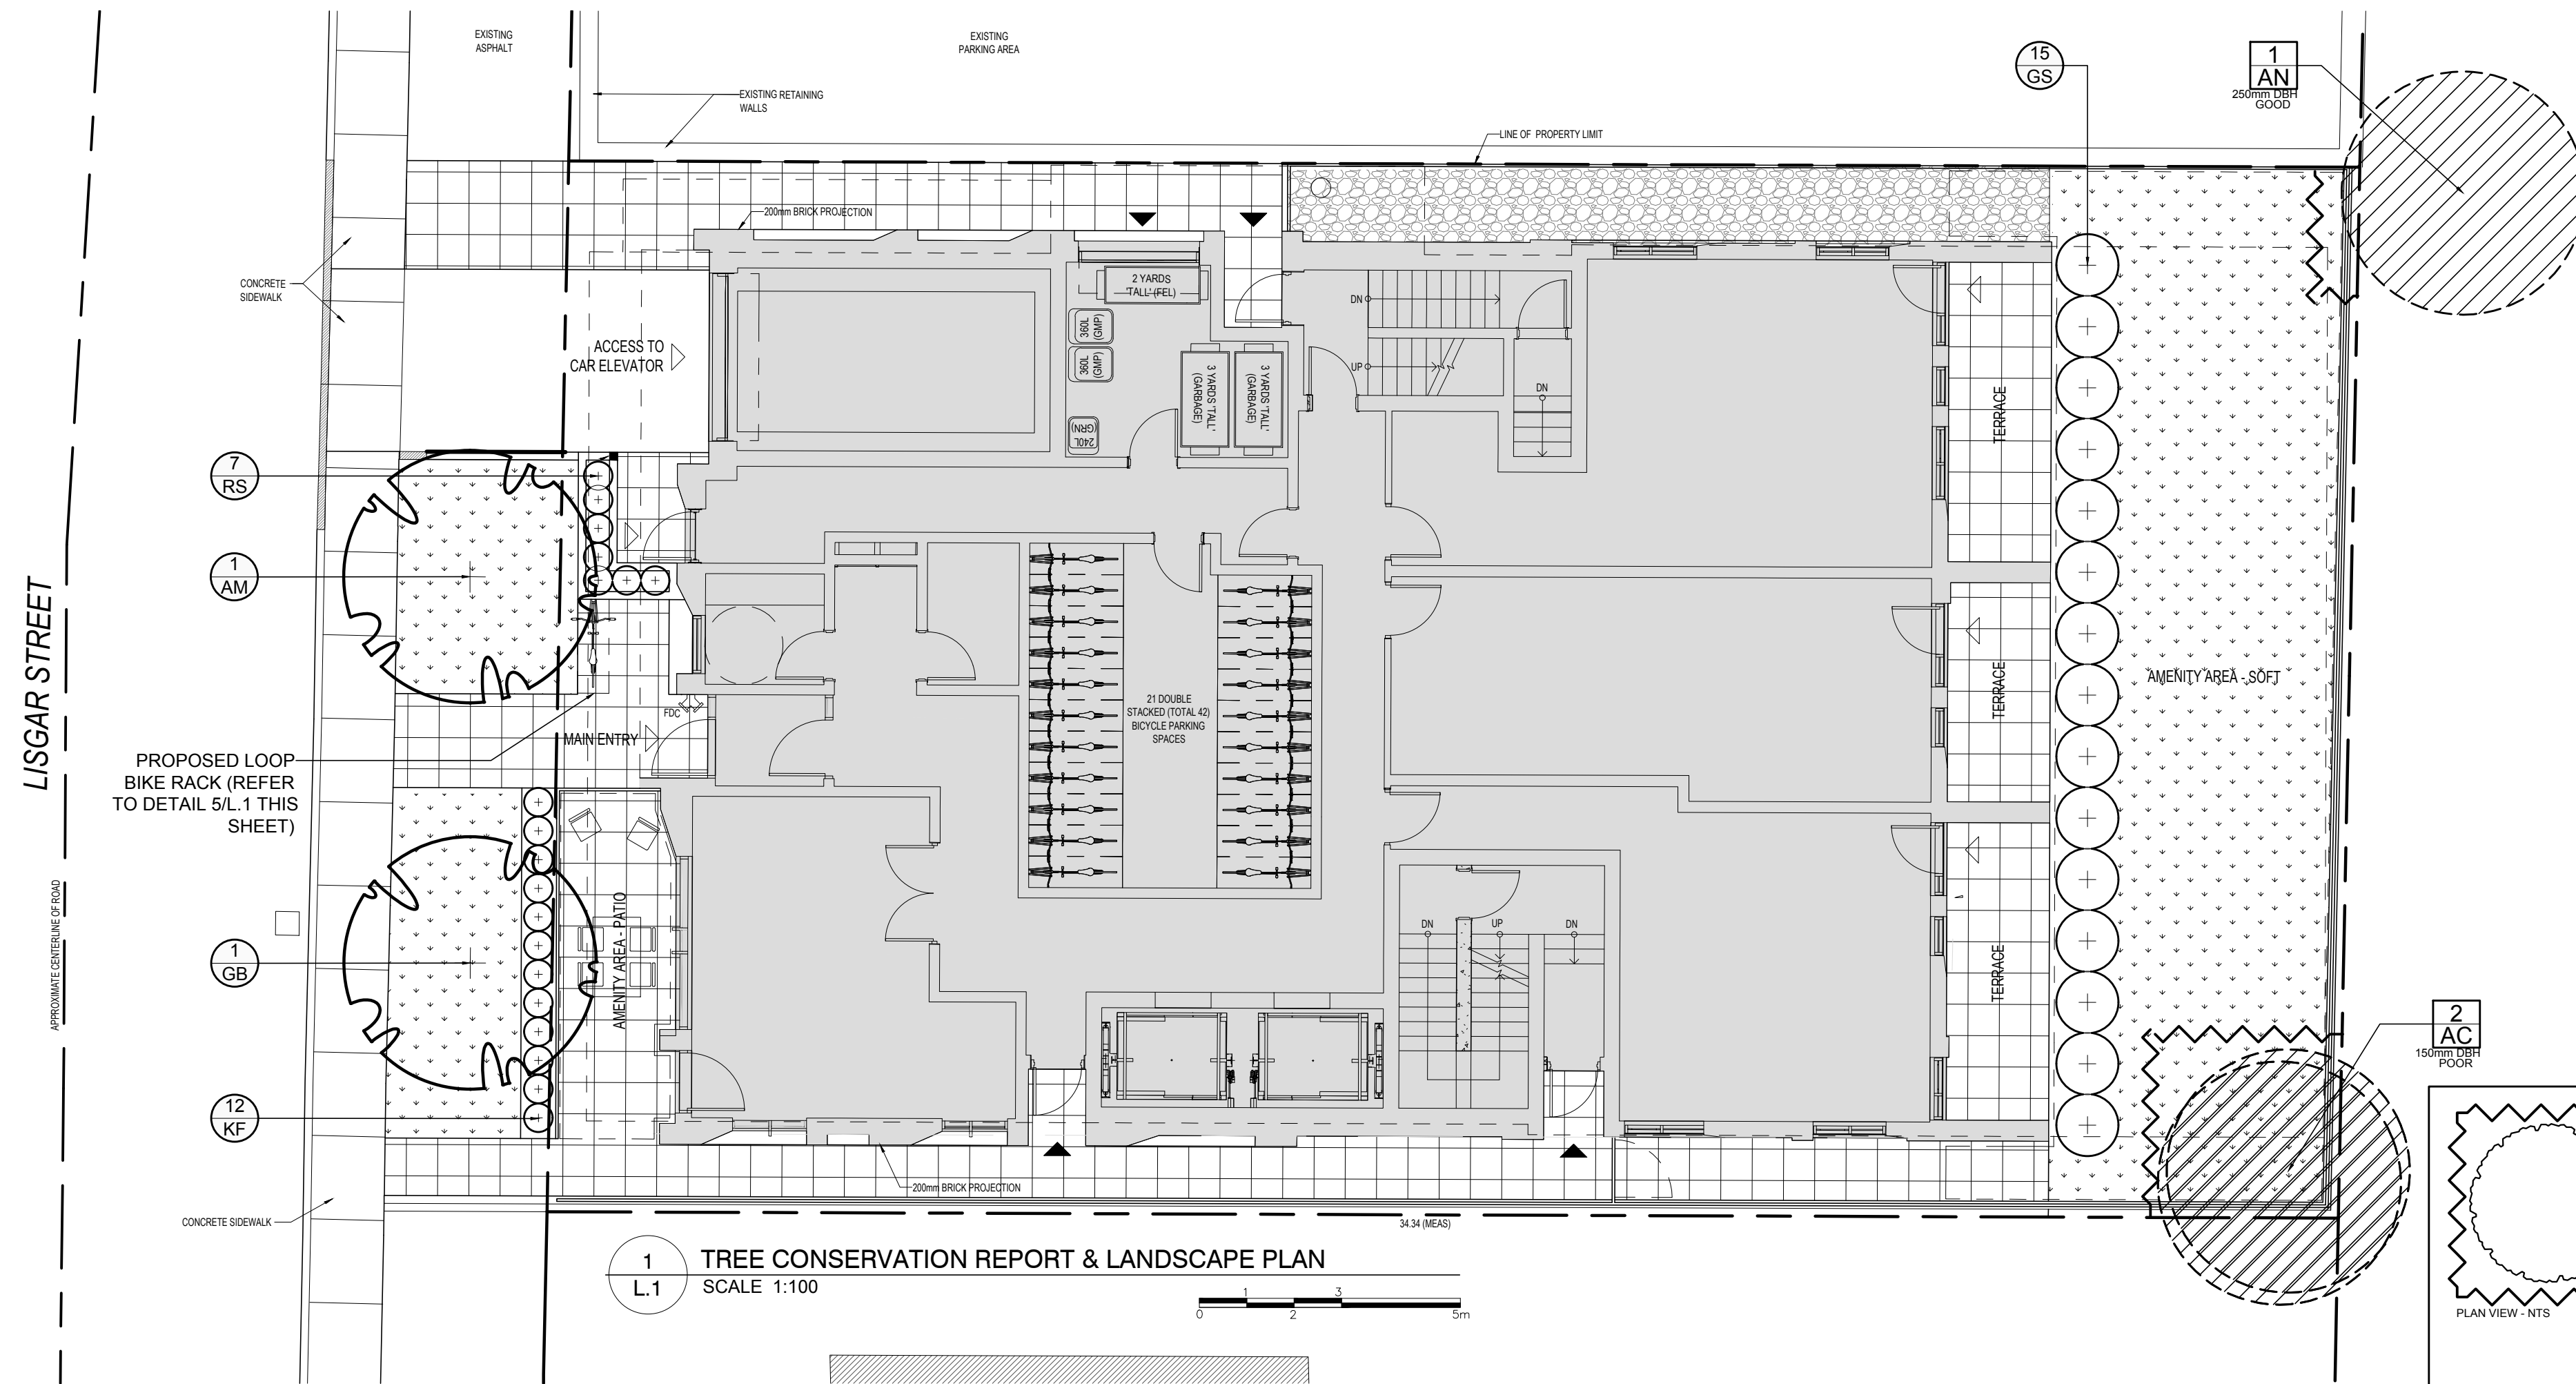 EXISTING
ASPHALT
EXISTING
PARKING AREA
15
GS
1
AN
250mm DBH
GOOD
EXISTING RETAINING
WALLS
LINE OF PROPERTY LIMIT
200mm BRICK PROJECTION
CONCRETE
SIDEWALK
2 YARDS
'TALL' (FEL)
360L
(GMP)
360L
(GMP)
3 YARDS 'TALL'
(GARBAGE)
3 YARDS 'TALL'
(GARBAGE)
240L
(GRN)
DN
UP
DN
ACCESS TO
CAR ELEVATOR
TERRACE
7
RS
1
AM
LISGAR STREET
21 DOUBLE
STACKED (TOTAL 42)
BICYCLE PARKING
SPACES
TERRACE
AMENITY AREA - SOFT
FDC
MAIN ENTRY
PROPOSED LOOP
BIKE RACK (REFER
TO DETAIL 5/L.1 THIS
SHEET)
APPROXIMATE CENTERLINE OF ROAD
AMENITY AREA - PATIO
DN
UP
DN
TERRACE
1
GB
2
AC
150mm DBH
POOR
12
KF
200mm BRICK PROJECTION
CONCRETE SIDEWALK
34.34 (MEAS)
1
L.1
TREE CONSERVATION REPORT & LANDSCAPE PLAN
SCALE 1:100
1 3
0 2 5m
PLAN VIEW - NTS